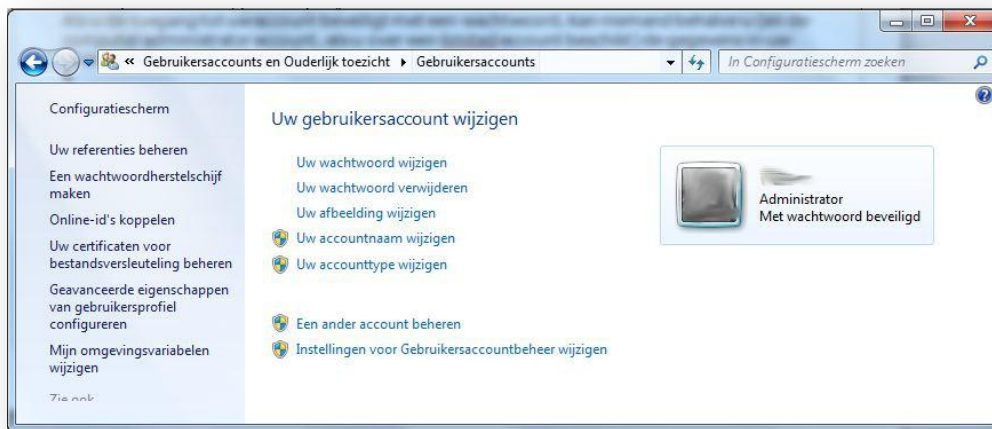 Gebruikersaccounts en Ouderlijk toezicht
Gebruikersaccounts
In Configuratiescherm zoeken
Configuratiescherm
Uw referenties beheren
Een wachtwoordherstelschijf
maken
Online-id's koppelen
Uw certificaten voor
bestandsversleuteling beheren
Geavanceerde eigenschappen
van gebruikersprofiel
configureren
Mijn omgevingsvariabelen
wijzigen
Zie ook
Uw gebruikersaccount wijzigen
Uw wachtwoord wijzigen
Uw wachtwoord verwijderen
Uw afbeelding wijzigen
Uw accountnaam wijzigen
Uw accounttype wijzigen
Een ander account beheren
Instellingen voor Gebruikersaccountbeheer wijzigen
Administrator
Met wachtwoord beveiligd